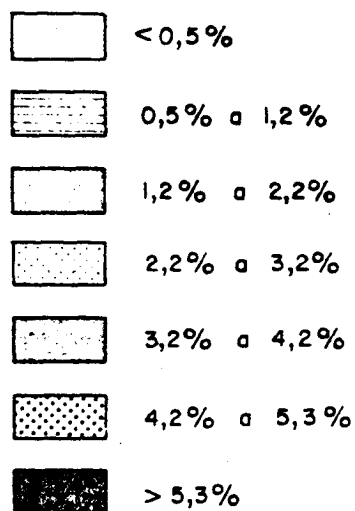 < 0,5%
0,5% a 1,2%
1,2% a 2,2%
2,2% a 3,2%
3,2% a 4,2%
4,2% a 5,3%
> 5,3%